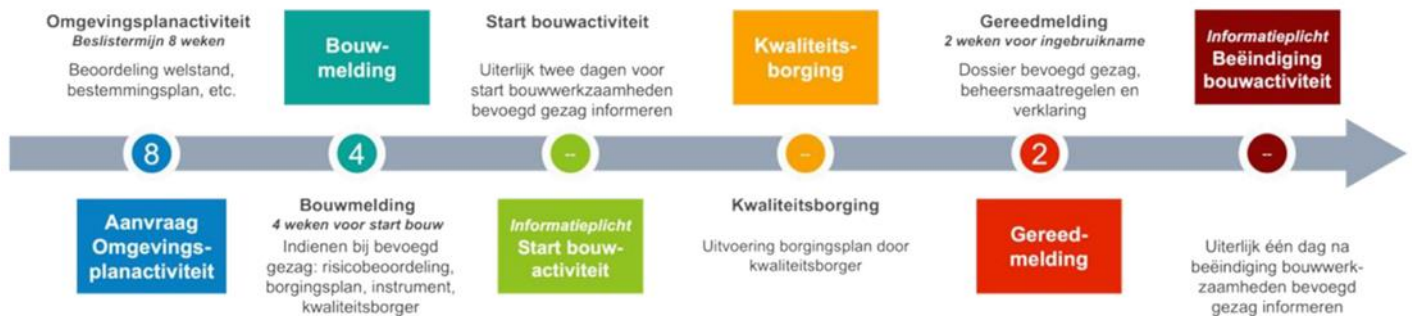 Omgevingsplanactiviteit
Beslistermijn 8 weken
Beoordeling welstand,
bestemmingsplan, etc.
8
Aanvraag
Omgevings-
planactiviteit
Bouw-
melding
4
Bouwmelding
4 weken voor start bouw
Indienen bij bevoegd
gezag: risicobeoordeling,
borgingsplan, instrument,
kwaliteitsborger
Start bouwactiviteit
Uiterlijk twee dagen voor
start bouwwerkzaamheden
bevoegd gezag informeren
--
Informatieplicht
Start bouw-
activiteit
Kwaliteits-
borging
--
Kwaliteitsborging
Uitvoering borgingsplan door
kwaliteitsborger
Gereedmelding
2 weken voor ingebruikname
Dossier bevoegd gezag,
beheersmaatregelen en
verklaring
2
Gereed-
melding
Informatieplicht
Beëindiging
bouwactiviteit
--
Uiterlijk één dag na
beëindiging bouwwerk-
zaamheden bevoegd
gezag informeren